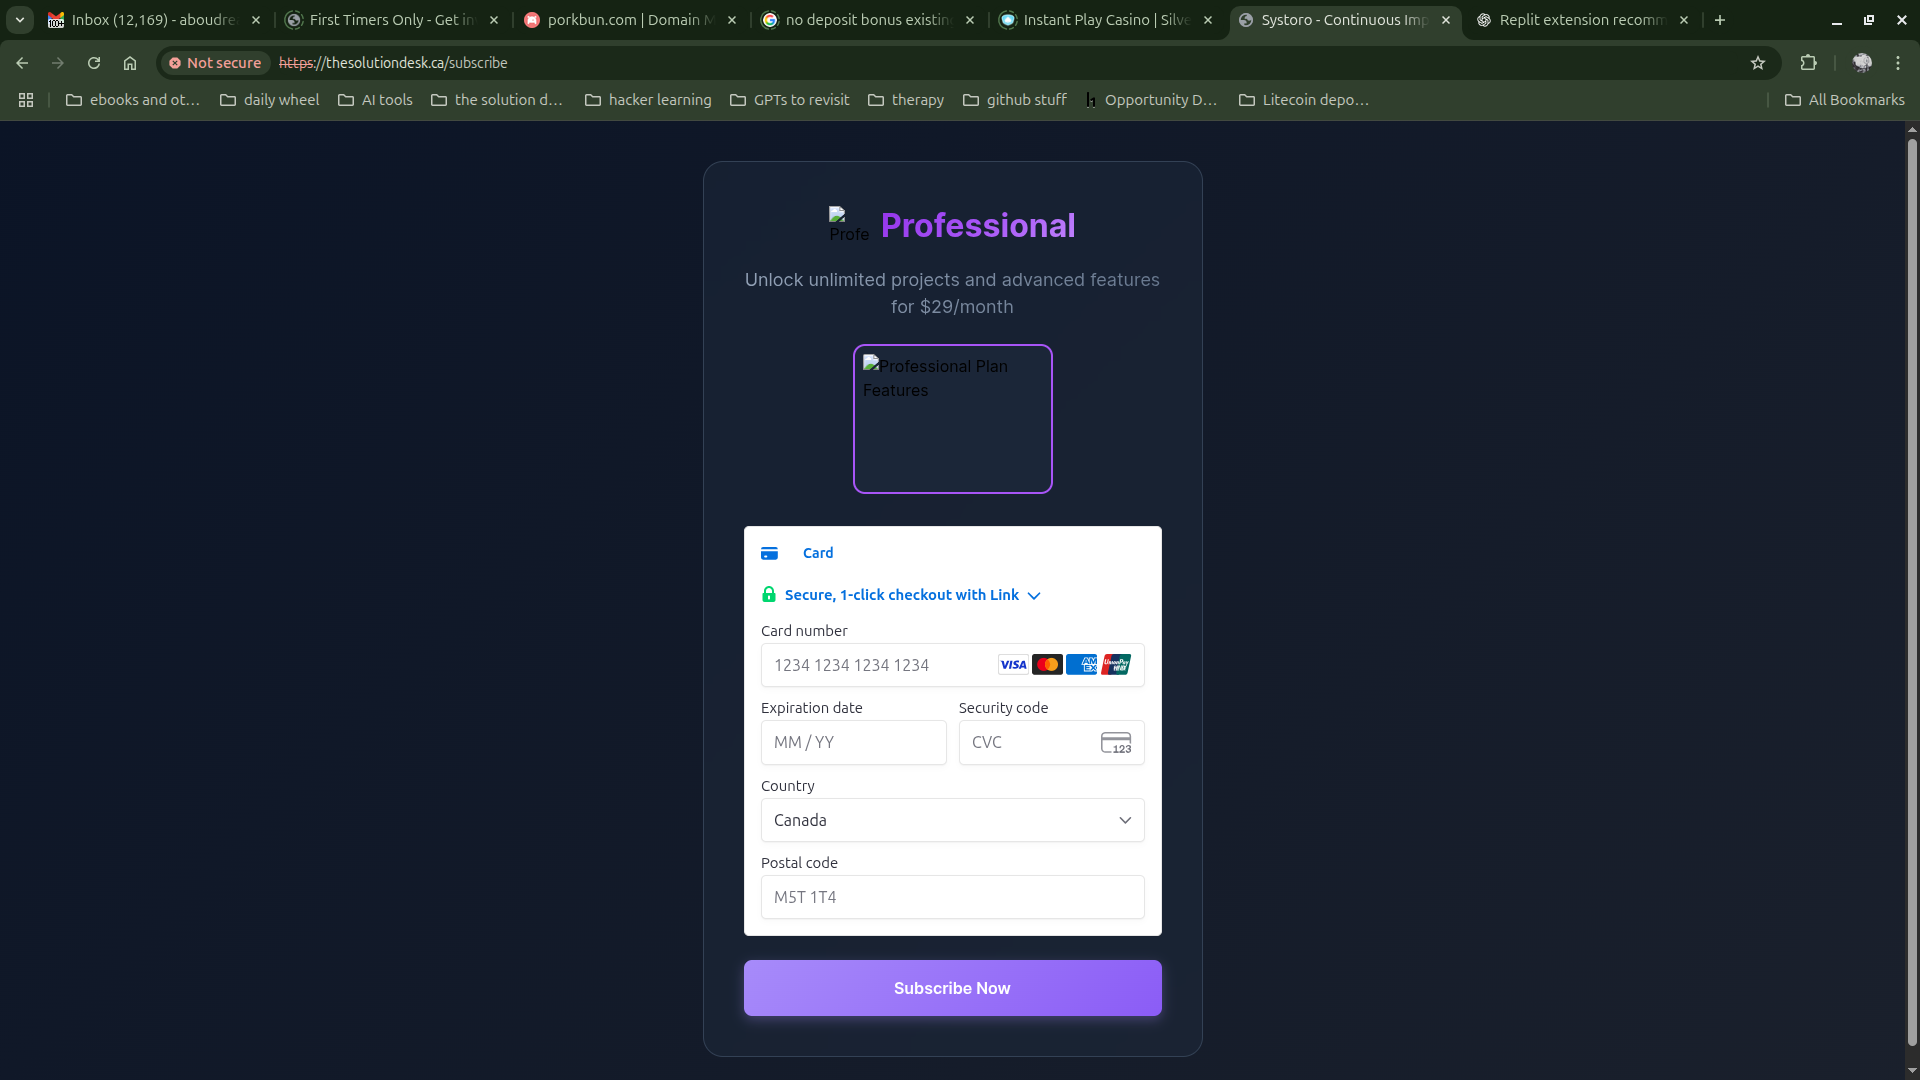 Inbox (12,169) - aboudre
First Timers Only - Get in
porkbun.com | Domain M
no deposit bonus existin
Instant Play Casino | Silve
Systoro - Continuous Imp
Replit extension recomm
Not secure
https://thesolutiondesk.ca/subscribe
ebooks and ot...
daily wheel
AI tools
the solution d...
hacker learning
GPTs to revisit
therapy
github stuff
Opportunity D...
Litecoin depo...
All Bookmarks
Profe
Professional
Unlock unlimited projects and advanced features
for $29/month
Professional Plan
Features
Card
Secure, 1-click checkout with Link
Card number
1234 1234 1234 1234
VISA
AM EX
UnionPay 银联
Expiration date
Security code
MM / YY
CVC
123
Country
Canada
Postal code
M5T 1T4
Subscribe Now